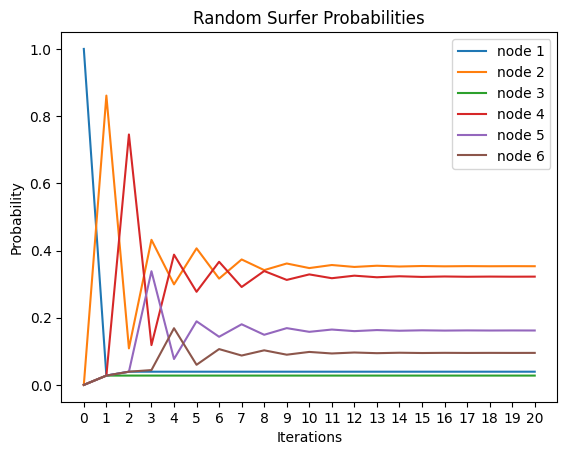 Random Surfer Probabilities
1.0
0.8
0.6
0.4
0.2
0.0
Probability
node 1
node 2
node 3
node 4
node 5
node 6
0 1 2 3 4 5 6 7 8 9 10 11 12 13 14 15 16 17 18 19 20
Iterations